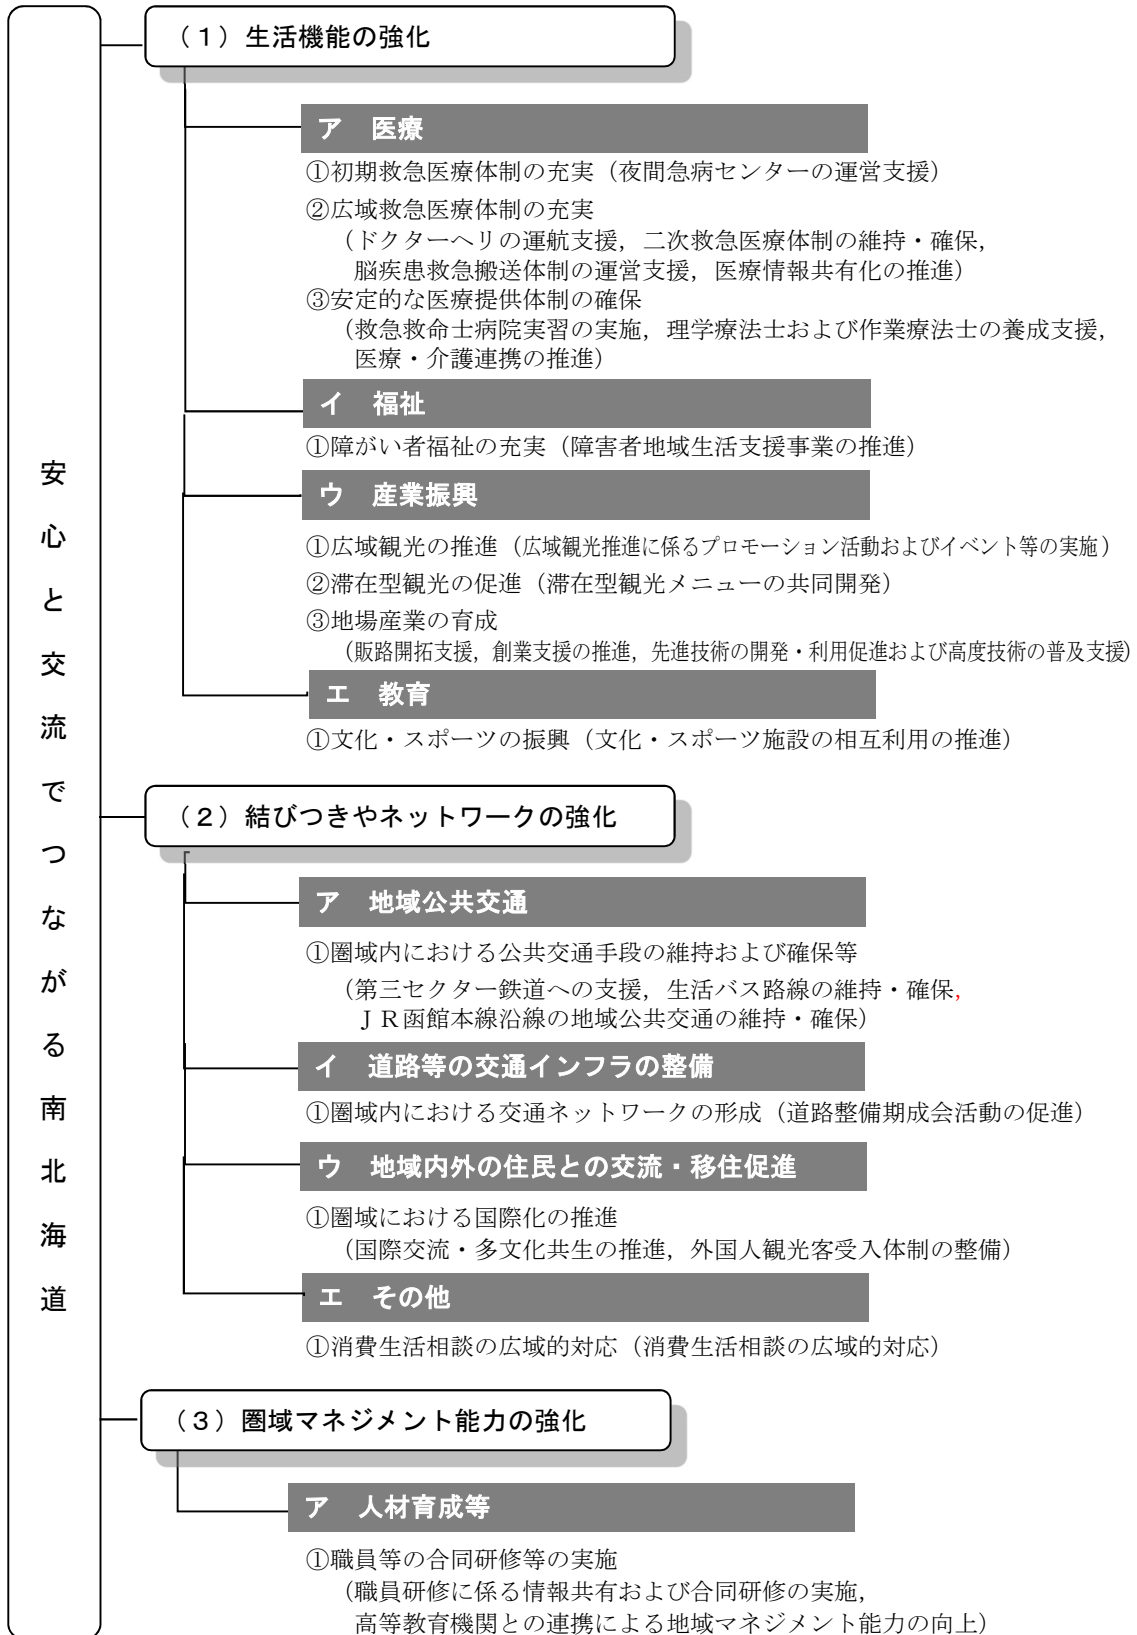 安心と交流でつながる南北海道
（１）生活機能の強化
ア　医療
①初期救急医療体制の充実（夜間急病センターの運営支援）
②広域救急医療体制の充実
（ドクターヘリの運航支援，二次救急医療体制の維持・確保，
脳疾患救急搬送体制の運営支援，医療情報共有化の推進）
③安定的な医療提供体制の確保
（救急救命士病院実習の実施，理学療法士および作業療法士の養成支援，
医療・介護連携の推進）
イ　福祉
①障がい者福祉の充実（障害者地域生活支援事業の推進）
ウ　産業振興
①広域観光の推進（広域観光推進に係るプロモーション活動およびイベント等の実施）
②滞在型観光の促進（滞在型観光メニューの共同開発）
③地場産業の育成
（販路開拓支援，創業支援の推進，先進技術の開発・利用促進および高度技術の普及支援）
エ　教育
①文化・スポーツの振興（文化・スポーツ施設の相互利用の推進）
（２）結びつきやネットワークの強化
ア　地域公共交通
①圏域内における公共交通手段の維持および確保等
（第三セクター鉄道への支援，生活バス路線の維持・確保，
ＪＲ函館本線沿線の地域公共交通の維持・確保）
イ　道路等の交通インフラの整備
①圏域内における交通ネットワークの形成（道路整備期成会活動の促進）
ウ　地域内外の住民との交流・移住促進
①圏域における国際化の推進
（国際交流・多文化共生の推進，外国人観光客受入体制の整備）
エ　その他
①消費生活相談の広域的対応（消費生活相談の広域的対応）
（３）圏域マネジメント能力の強化
ア　人材育成等
①職員等の合同研修等の実施
（職員研修に係る情報共有および合同研修の実施，
高等教育機関との連携による地域マネジメント能力の向上）